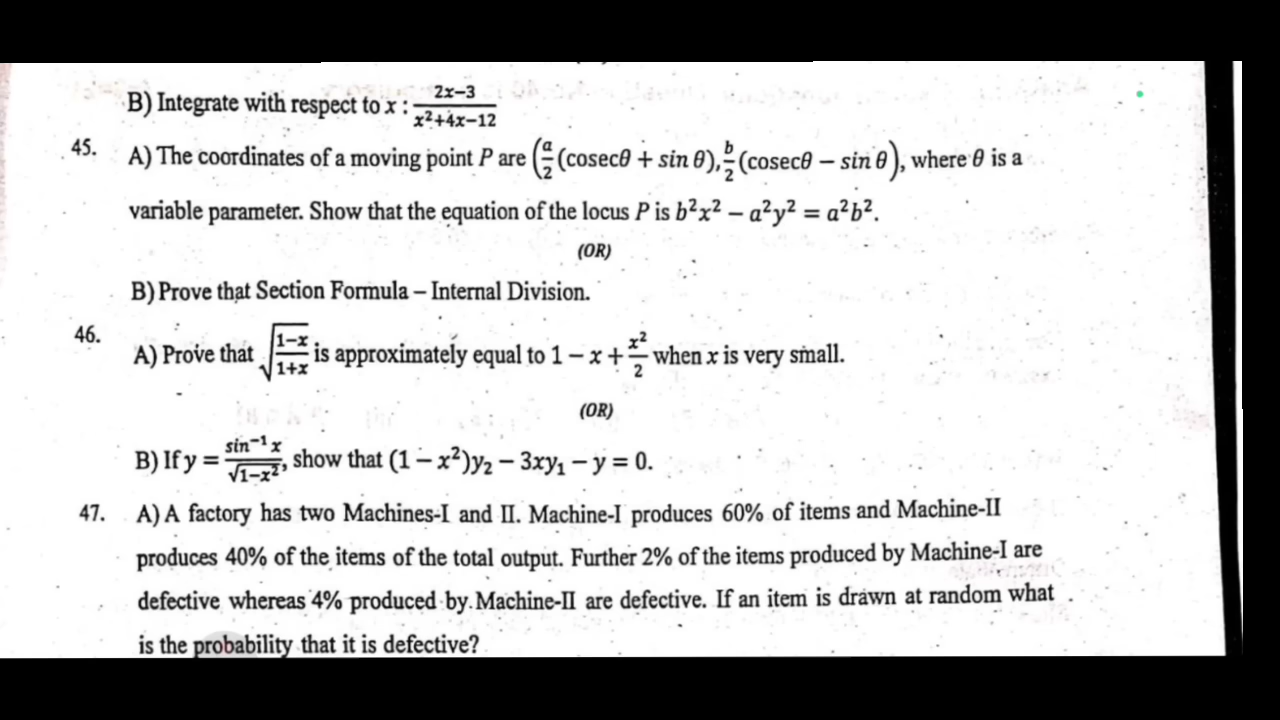 B) Integrate with respect to x : 2x−3 / x²+4x−12
45. A) The coordinates of a moving point P are (a/2 (cosecθ + sin θ), b/2 (cosecθ − sin θ)), where θ is a
variable parameter. Show that the equation of the locus P is b²x² − a²y² = a²b².
(OR)
B) Prove that Section Formula – Internal Division.
46. A) Prove that √(1−x / 1+x) is approximately equal to 1 − x + x²/2 when x is very small.
(OR)
B) If y = sin⁻¹x / √1−x², show that (1 − x²)y₂ − 3xy₁ − y = 0.
47. A) A factory has two Machines-I and II. Machine-I produces 60% of items and Machine-II
produces 40% of the items of the total output. Further 2% of the items produced by Machine-I are
defective whereas 4% produced by Machine-II are defective. If an item is drawn at random what
is the probability that it is defective?